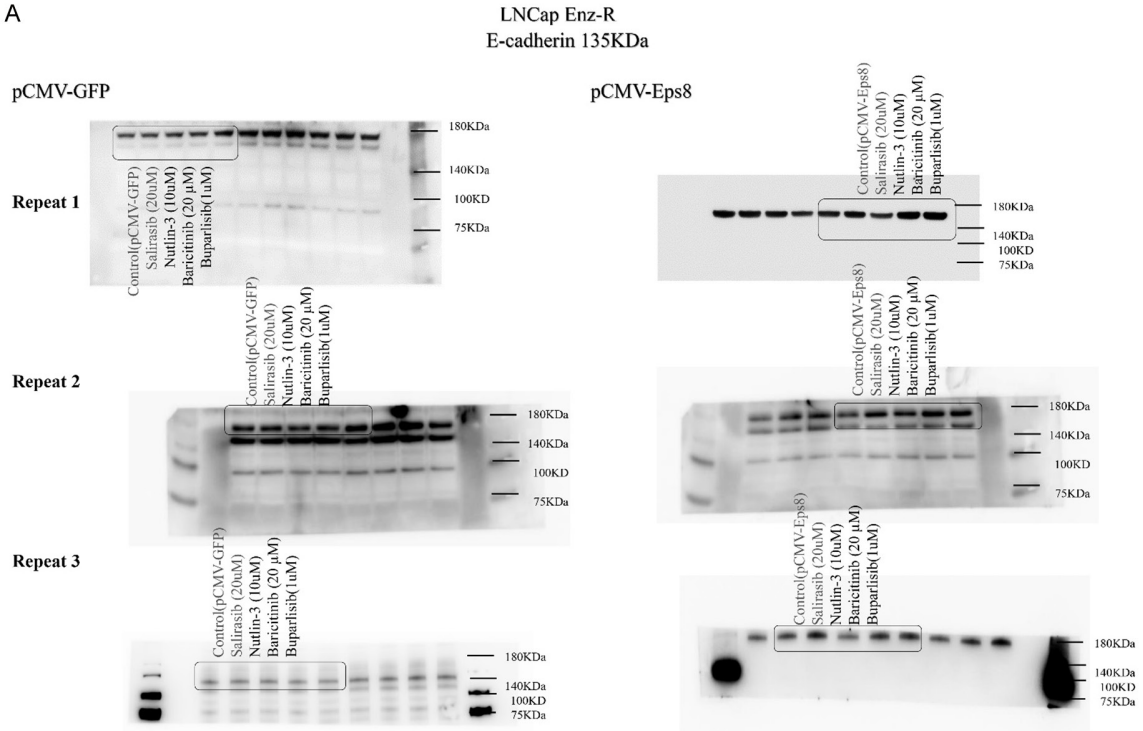 A
LNCap Enz-R
E-cadherin 135KDa
pCMV-GFP
pCMV-Eps8
Repeat 1
180KDa
140KDa
100KD
75KDa
Control(pCMV-GFP)
Salirasib (20uM)
Nutlin-3 (10uM)
Baricitinib (20 μM)
Buparlisib(1uM)
Control(pCMV-Eps8)
Salirasib (20uM)
Nutlin-3 (10uM)
Baricitinib (20 μM)
Buparlisib(1uM)
180KDa
140KDa
100KD
75KDa
Repeat 2
Control(pCMV-GFP)
Salirasib (20uM)
Nutlin-3 (10uM)
Baricitinib (20 μM)
Buparlisib(1uM)
180KDa
140KDa
100KD
75KDa
Control(pCMV-Eps8)
Salirasib (20uM)
Nutlin-3 (10uM)
Baricitinib (20 μM)
Buparlisib(1uM)
180KDa
140KDa
100KD
75KDa
Repeat 3
Control(pCMV-GFP)
Salirasib (20uM)
Nutlin-3 (10uM)
Baricitinib (20 μM)
Buparlisib(1uM)
180KDa
140KDa
100KD
75KDa
Control(pCMV-Eps8)
Salirasib (20uM)
Nutlin-3 (10uM)
Baricitinib (20 μM)
Buparlisib(1uM)
180KDa
140KDa
100KD
75KDa